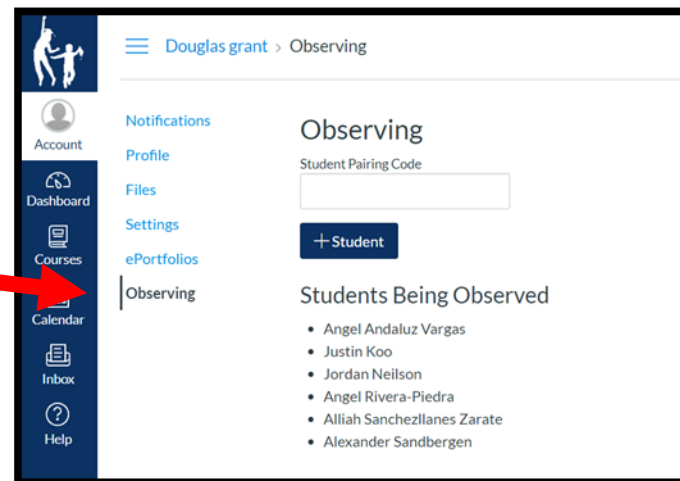 Douglas grant > Observing
Account
Dashboard
Courses
Calendar
Inbox
Help
Notifications
Profile
Files
Settings
ePortfolios
Observing
Observing
Student Pairing Code
+ Student
Students Being Observed
• Angel Andaluz Vargas
• Justin Koo
• Jordan Neilson
• Angel Rivera-Piedra
• Alliah Sanchezllanes Zarate
• Alexander Sandbergen